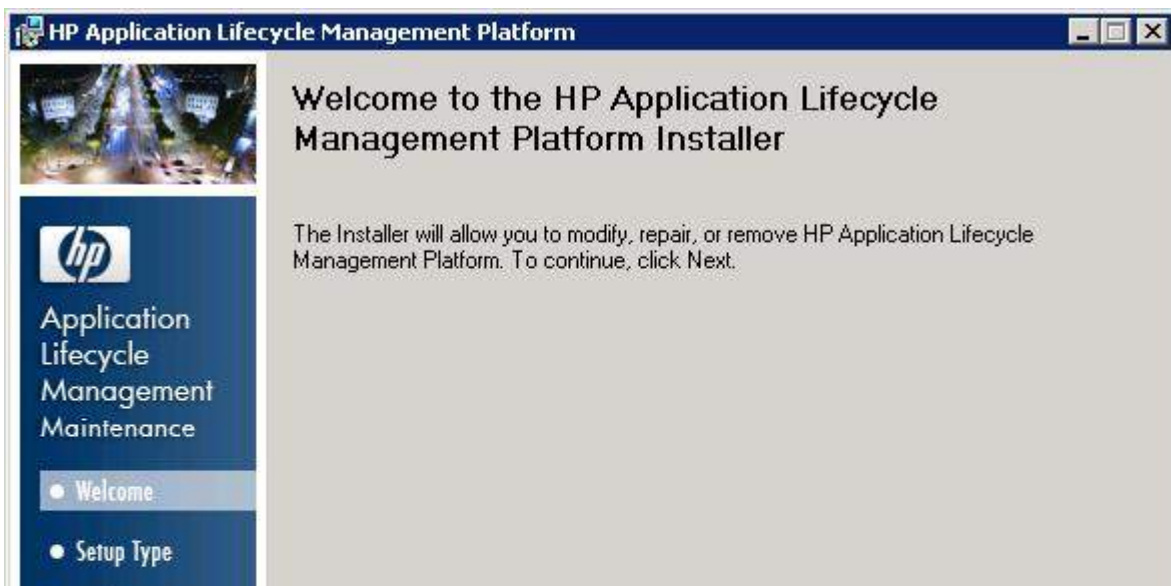 HP Application Lifecycle Management Platform
Welcome to the HP Application Lifecycle
Management Platform Installer
The Installer will allow you to modify, repair, or remove HP Application Lifecycle
Management Platform. To continue, click Next.
hp
Application
Lifecycle
Management
Maintenance
Welcome
Setup Type